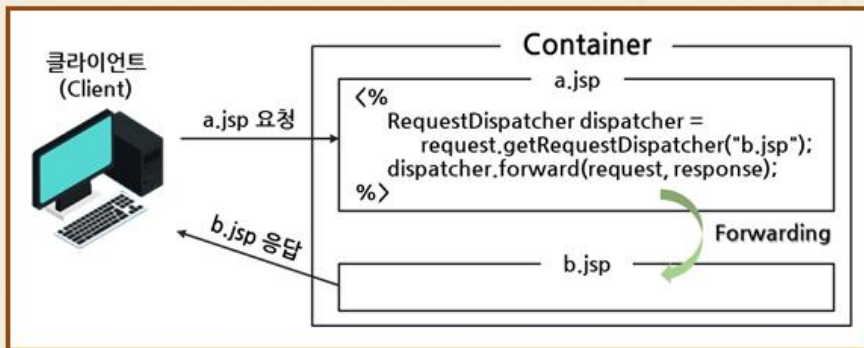 클라이언트
(Client)
a.jsp 요청
b.jsp 응답
Container
a.jsp
<%
RequestDispatcher dispatcher =
request.getRequestDispatcher("b.jsp");
dispatcher.forward(request, response);
%>
Forwarding
b.jsp